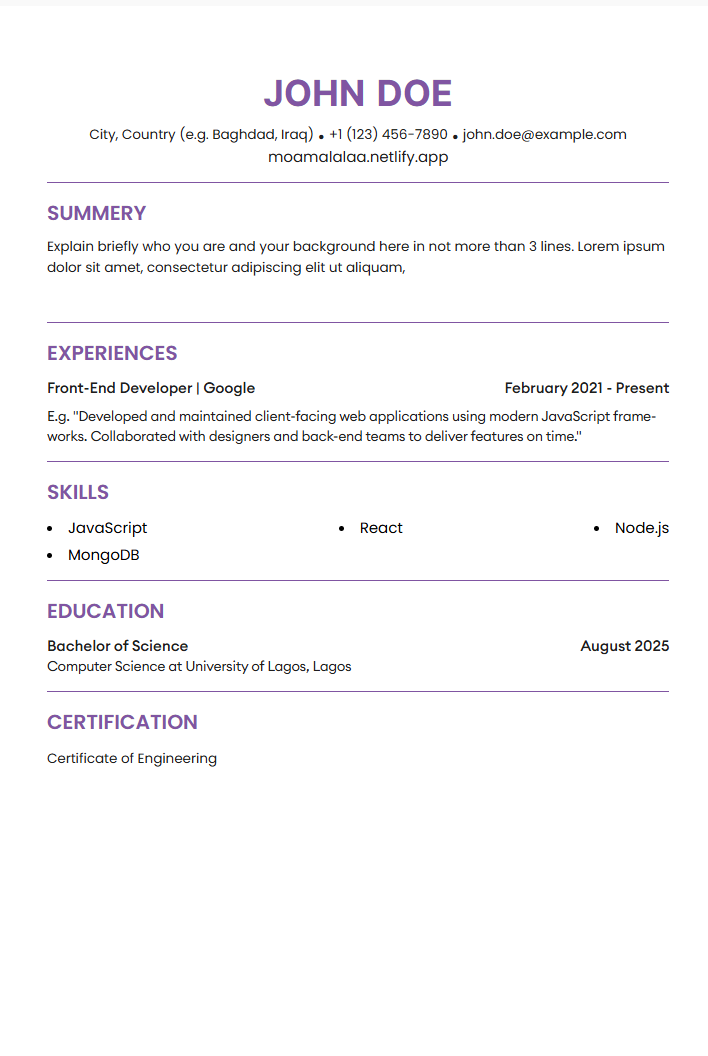 JOHN DOE
City, Country (e.g. Baghdad, Iraq) • +1 (123) 456-7890 • john.doe@example.com
moamalalaa.netlify.app
SUMMERY
Explain briefly who you are and your background here in not more than 3 lines. Lorem ipsum
dolor sit amet, consectetur adipiscing elit ut aliquam,
EXPERIENCES
Front-End Developer | Google February 2021 - Present
E.g. "Developed and maintained client-facing web applications using modern JavaScript frame-
works. Collaborated with designers and back-end teams to deliver features on time."
SKILLS
• JavaScript • React • Node.js
• MongoDB
EDUCATION
Bachelor of Science August 2025
Computer Science at University of Lagos, Lagos
CERTIFICATION
Certificate of Engineering